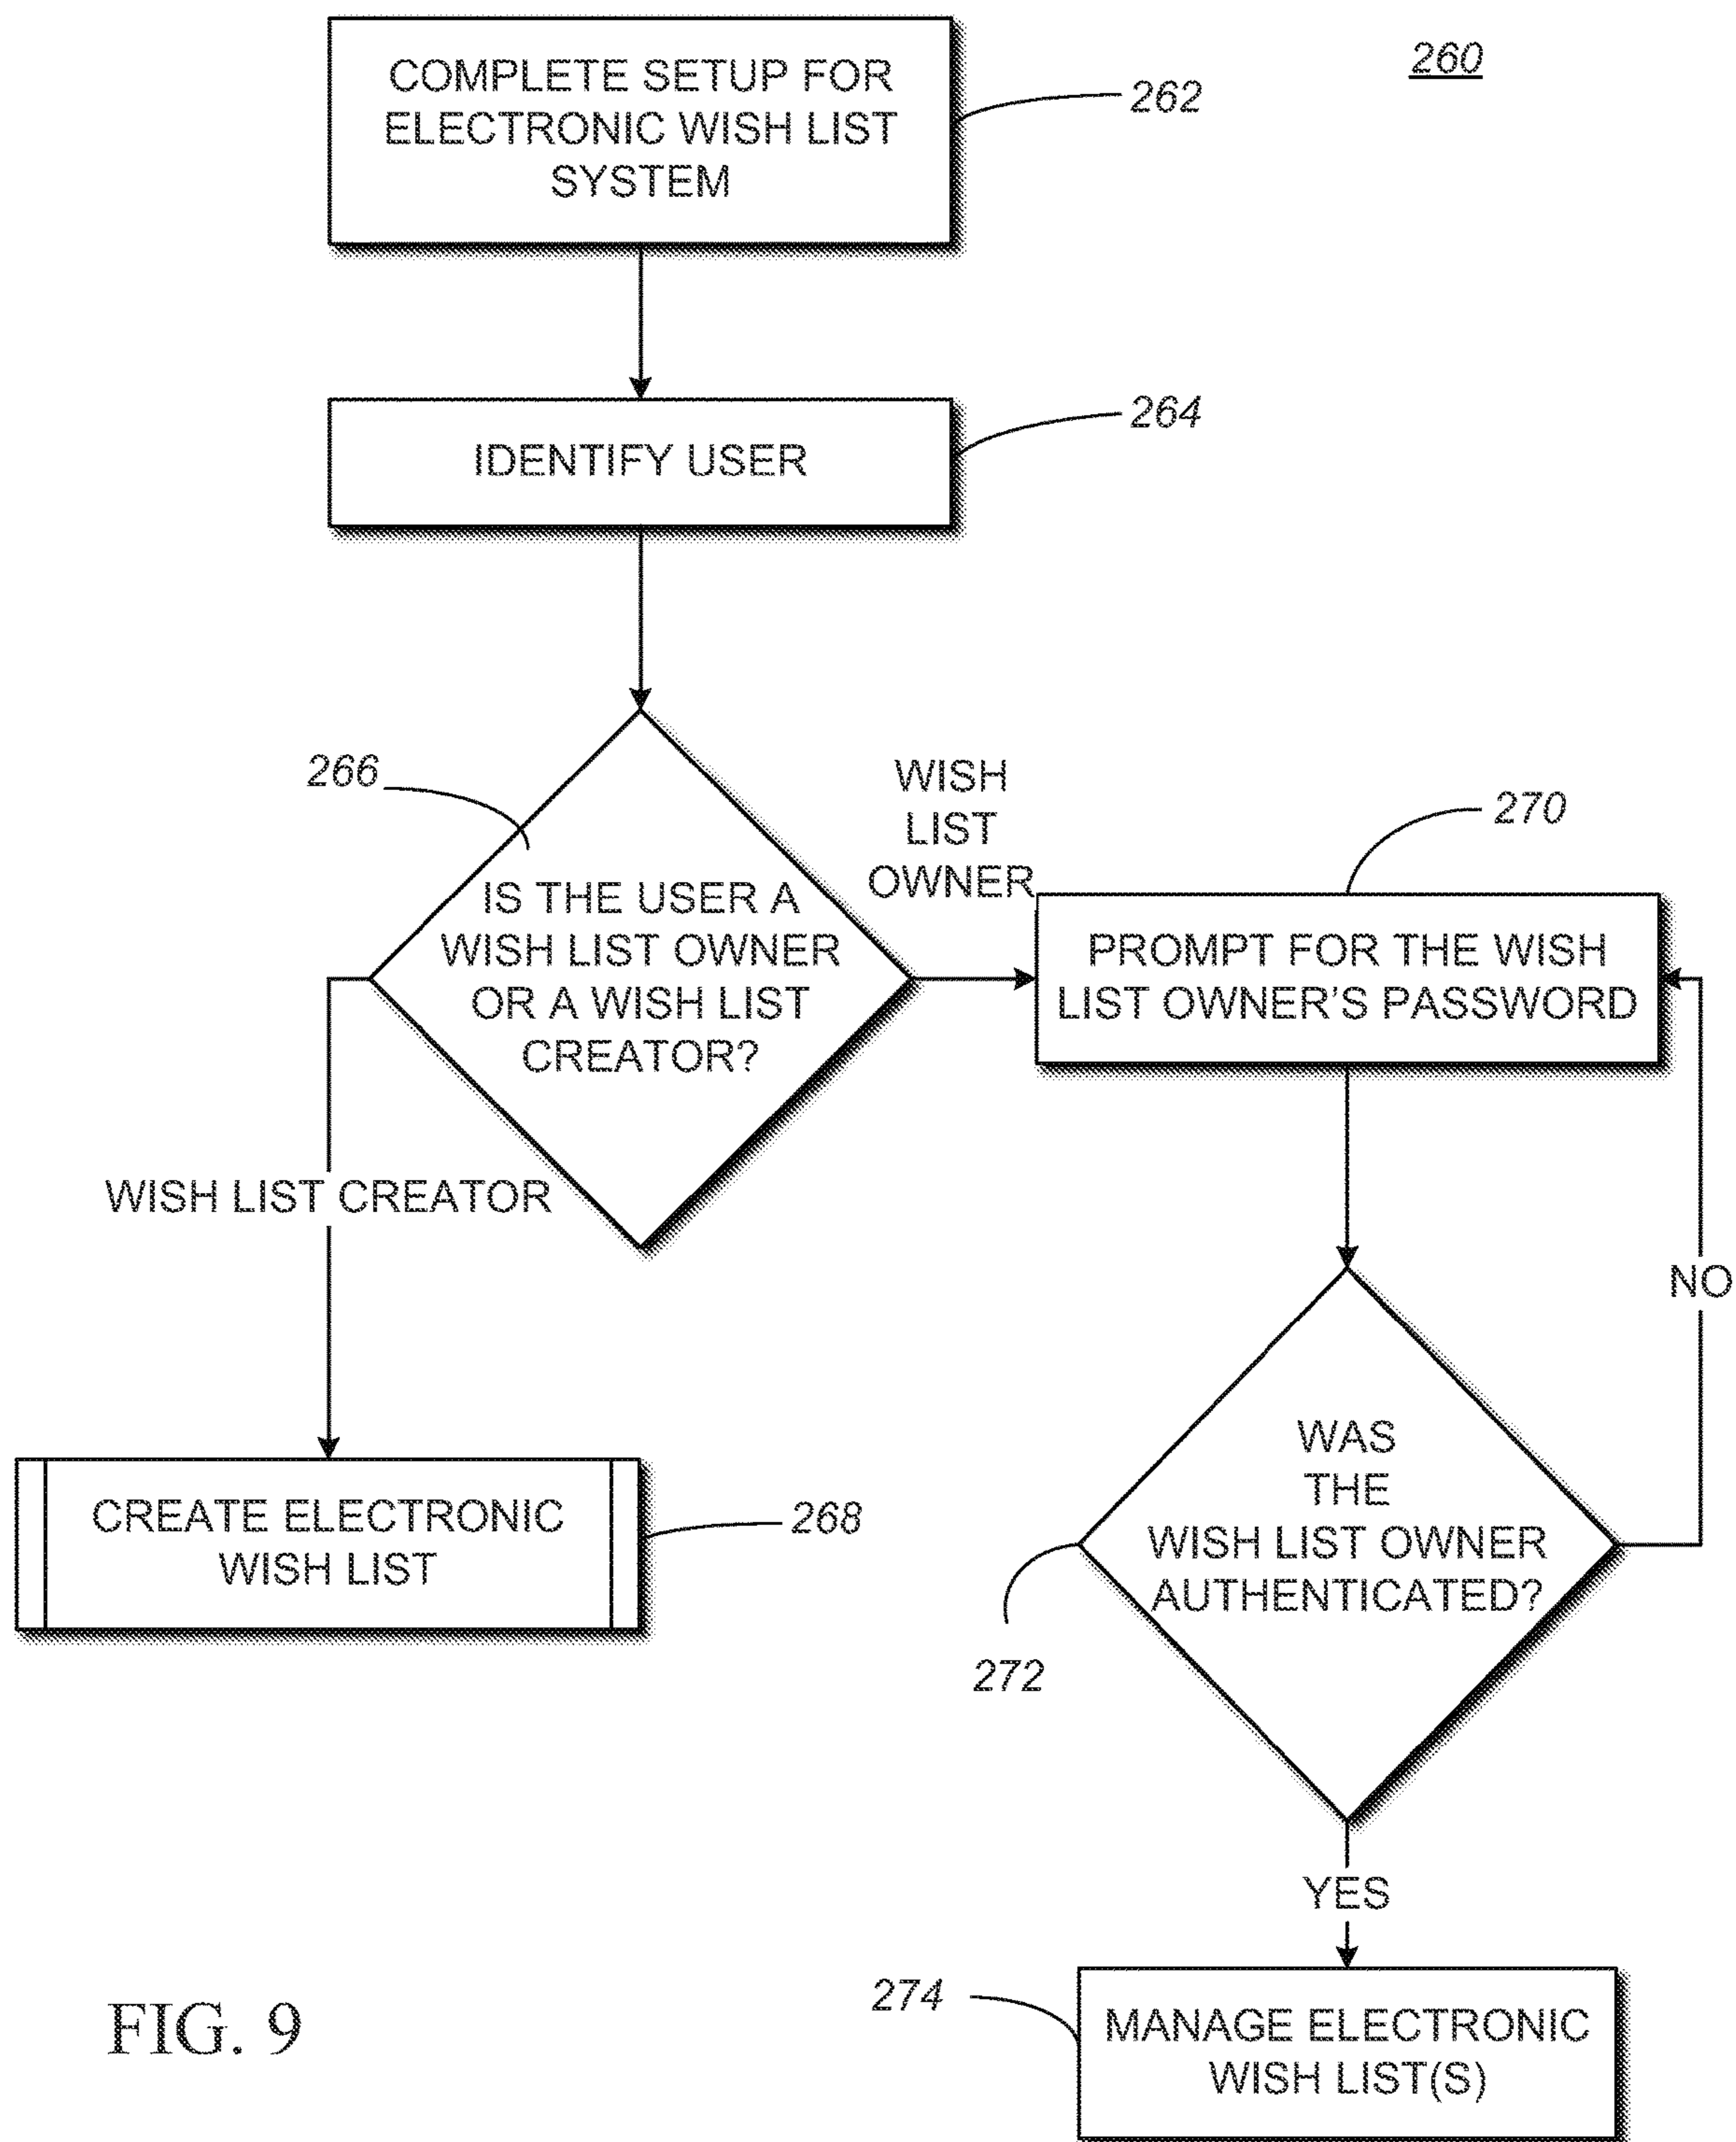 260
COMPLETE SETUP FOR
ELECTRONIC WISH LIST
SYSTEM
262
IDENTIFY USER
264
266
IS THE USER A
WISH LIST OWNER
OR A WISH LIST
CREATOR?
WISH
LIST
OWNER
270
PROMPT FOR THE WISH
LIST OWNER'S PASSWORD
WISH LIST CREATOR
NO
CREATE ELECTRONIC
WISH LIST
268
WAS
THE
WISH LIST OWNER
AUTHENTICATED?
272
YES
274
MANAGE ELECTRONIC
WISH LIST(S)
FIG. 9